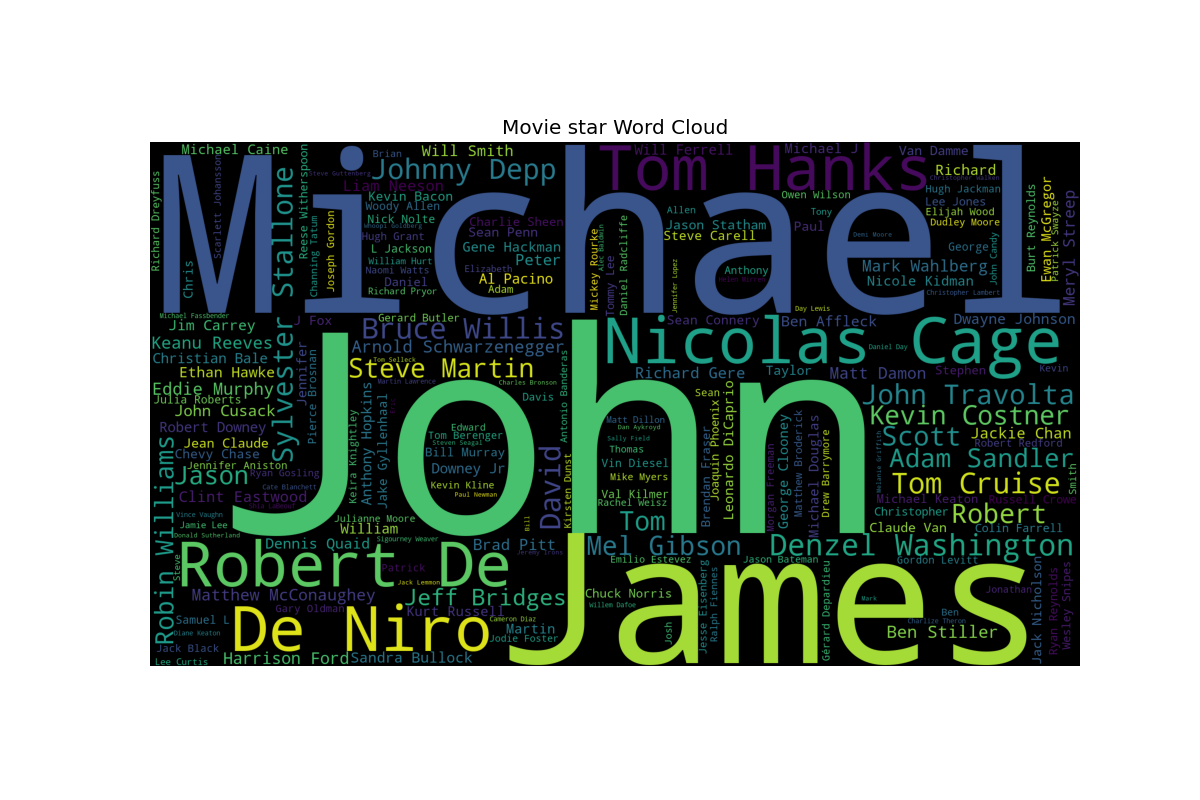 Movie star Word Cloud
Michael
John
James
Tom Hanks
Nicolas Cage
Robert De
De Niro
Johnny Depp
Michael Caine
Brian
Will Smith
Will Ferrell
Michael J
Van Damme
Steve Guttenberg
Liam Neeson
Kevin Bacon
Woody Allen
Nick Nolte
Whoopi Goldberg
Hugh Grant
L Jackson
William Hurt
Naomi Watts
Daniel
Richard Pryor
Charlie Sheen
Sean Penn
Gene Hackman
Peter
Elizabeth
Al Pacino
Adam
Richard Dreyfuss
Chris
Scarlett Johansson
Sylvester Stallone
Reese Witherspoon
Channing Tatum
Joseph Gordon
Mickey Rourke
Alec Baldwin
Tommy Lee
Daniel Radcliffe
Allen
Jason Statham
Steve Carell
Jennifer Lopez
Anthony
Helen Mirren
Owen Wilson
Tony
Paul
Demi Moore
Day Lewis
Richard
Christopher Walken
Hugh Jackman
Lee Jones
Elijah Wood
Dudley Moore
George
John Candy
Mark Wahlberg
Nicole Kidman
Christopher Lambert
Burt Reynolds
Ewan McGregor
Patrick Swayze
Meryl Streep
Michael Fassbender
Jim Carrey
J Fox
Gerard Butler
Bruce Willis
Sean Connery
Ben Affleck
Dwayne Johnson
Keanu Reeves
Christian Bale
Ethan Hawke
Eddie Murphy
Julia Roberts
John Cusack
Robert Downey
Jean Claude
Chevy Chase
Jennifer Aniston
Jason
Ryan Gosling
Cate Blanchett
Clint Eastwood
Shia LaBeouf
Jennifer
Pierce Brosnan
Arnold Schwarzenegger
Tom Selleck
Steve Martin
Martin Lawrence
Charles Bronson
Davis
Antonio Banderas
Keira Knightley
Anthony Hopkins
Jake Gyllenhaal
Edward
Tom Berenger
Steven Seagal
Bill Murray
Downey Jr
Kevin Kline
Paul Newman
Bill
David
Kirsten Dunst
Matt Dillon
Dan Aykroyd
Sally Field
Thomas
Vin Diesel
Mike Myers
Val Kilmer
Rachel Weisz
Tom
Richard Gere
Taylor
Matt Damon
Daniel Day
Stephen
Kevin
Sean
Brendan Fraser
Joaquin Phoenix
Leonardo DiCaprio
Drew Barrymore
Morgan Freeman
George Clooney
Matthew Broderick
Michael Douglas
John Travolta
Kevin Costner
Scott
Jackie Chan
Robert Redford
Melanie Griffith
Adam Sandler
Smith
Tom Cruise
Michael Keaton
Russell Crowe
Christopher
Robert
Claude Van
Colin Farrell
Robin Williams
Vince Vaughn
Jamie Lee
Donald Sutherland
Steve
Julianne Moore
William
Sigourney Weaver
Dennis Quaid
Brad Pitt
Jeremy Irons
Patrick
Jack Lemmon
Mel Gibson
Emilio Estevez
Jason Bateman
Denzel Washington
Gordon Levitt
Matthew McConaughey
Gary Oldman
Jeff Bridges
Kurt Russell
Cameron Diaz
Martin
Jodie Foster
Chuck Norris
Willem Dafoe
Josh
Jesse Eisenberg
Ralph Fiennes
Gérard Depardieu
Mark
Ben
Charlize Theron
Ben Stiller
Jonathan
Jack Nicholson
Ryan Reynolds
Wesley Snipes
Samuel L
Diane Keaton
Jack Black
Lee Curtis
Harrison Ford
Sandra Bullock